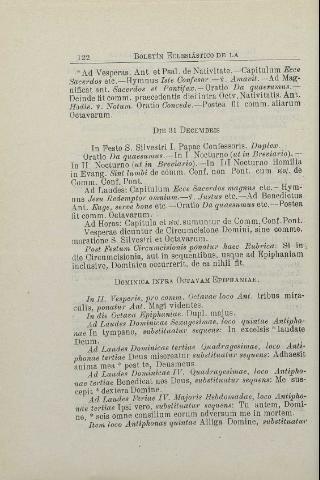 122 BOLETÍN ECLESIÁSTICO DE LA
"Ad Vesperas. Ant. et Psal. de Nativitate.—Capitulum Ecce
Sacerdos etc.—Hymnus Iste Confesor —℣. Amavit.—Ad Mag-
nificat ant. Sacerdos et Pontifex.—Oratio Da quaesumus.—
Deinde fit comm. praecedentis diei infra Octv. Nativitatis. Ant.
Hodie. ℣. Notum. Oratio Concede.—Postea fit comm. aliarum
Octavarum.
DIE 31 DECEMBRIS
In Festo S. Silvestri I. Papae Confessoris. Duplex.
Oratio Da quaesumus.—In I Nocturno (ut in Breviario).—
In II Nocturno (ut in Breviario).—In III Nocturno Homilia
in Evang. Sint lumbi de comm. Conf. non Pont. cum de
Comm. Conf. Pont.
Ad Laudes: Capitulum Ecce Sacerdos magnus etc.—Hym-
nus Jesu Redemptor omnium.—℣. Justus etc.—Ad Benedictus
Ant. Euge, serve bone etc.—Oratio Da quaesumus etc.—Posten
fit comm. Octavarum.
Ad Horas: Capitula et sumuntur de Comm. Conf. Pont.
Vesperae dicuntur de Circumcisione Domini, sine comme-
moratione S. Silvestri et Octavarum.
Post Festum Circumcisionis ponatur haec Rubrica: Si in
die Circumcisionis, aut in sequentibus, usque ad Epiphaniam
inclusive, Dominica occurrerit, de ea nihil fit.
DOMINICA INFRA OCTAVAM EPIPHANIAE.
In II. Vesperis, pro comm. Octavae loco Ant. tribus mira-
culis, ponatur Ant. Magi videntes.
In die Octava Epiphaniae. Dupl. majus.
Ad Laudes Dominicae Sexagesimae, loco quintae Antipho-
nae In tympano, substituatur sequens: In excelsis * laudate
Deum.
Ad Laudes Dominicae tertiae Quadragesimae, loco Anti-
phonae tertiae Deus misereatur substituatur sequens: Adhaesit
anima mea * post te, Deus meus.
Ad Laudes Dominicae IV. Quadragesimae, loco Antipho-
nae tertiae Benedicat nos Deus, substituatur sequens: Me sus-
cepit * dextera Domine.
Ad Laudes Feriae IV. Majoris Hebdomadae, loco Antipho-
nae tertiae Ipsi vero, substituatur sequens: Tu autem, Domi-
ne, * scis omne consilium eorum adversum me in mortem.
Item loco Antiphonae quintae Alliga Domine, substituatur